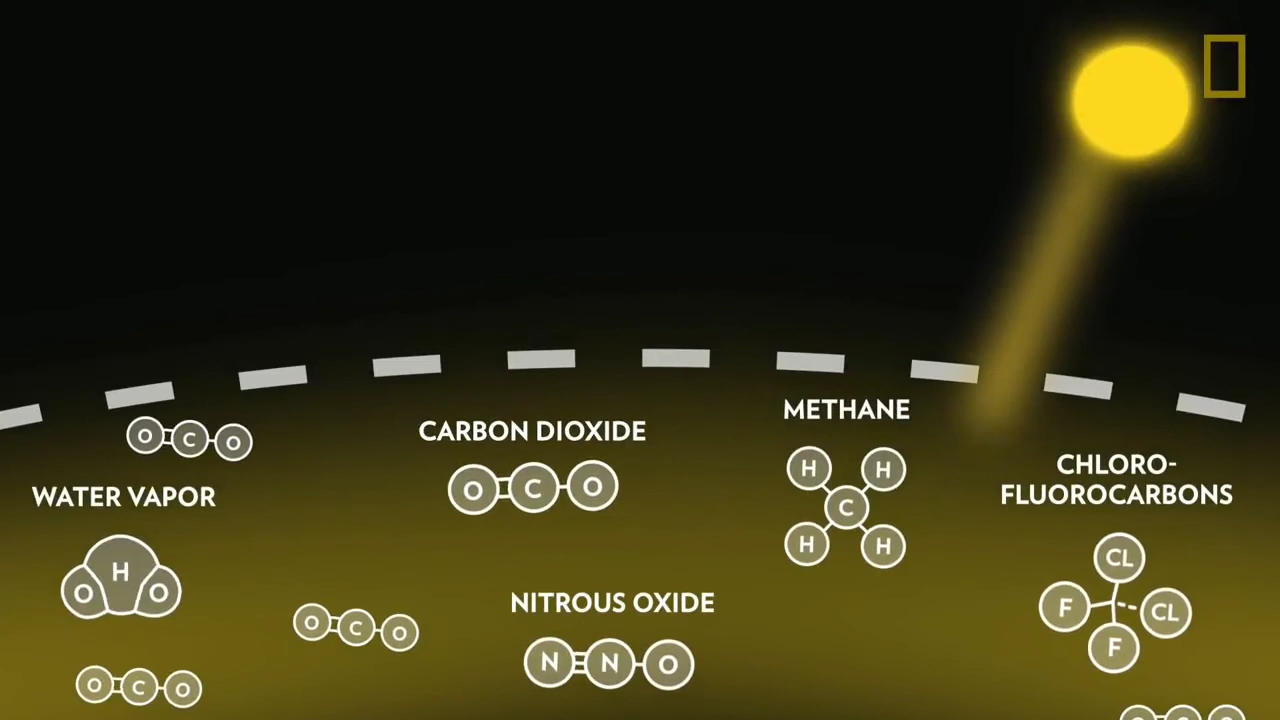 METHANE
CARBON DIOXIDE
O C O
O C O
CHLORO-
FLUOROCARBONS
H H
C
H H
WATER VAPOR
CL
F CL
F
H
O O
NITROUS OXIDE
O C O
N N O
O C O